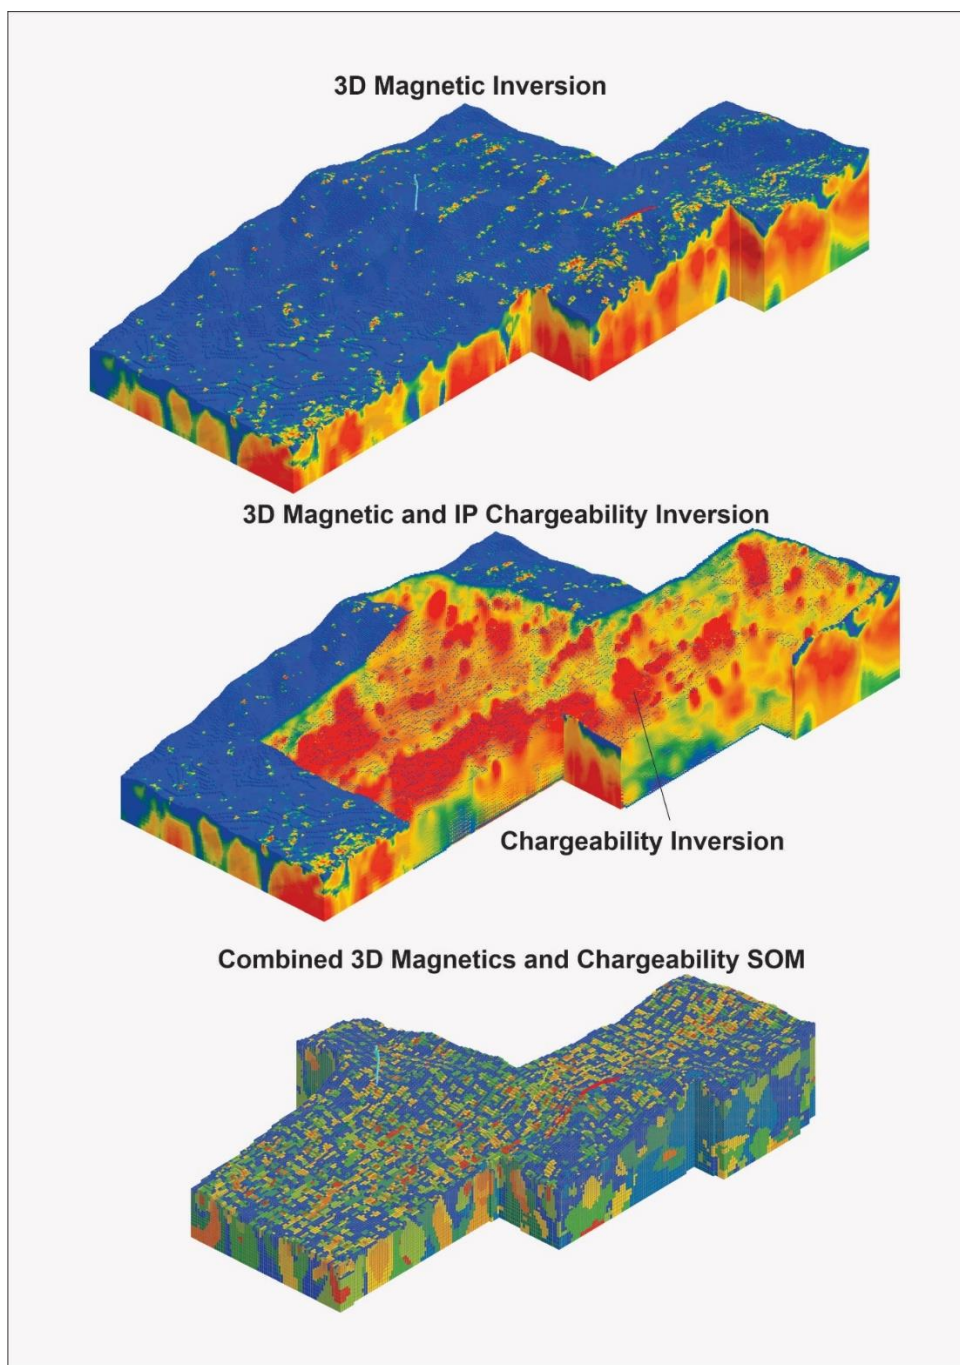 3D Magnetic Inversion
3D Magnetic and IP Chargeability Inversion
Chargeability Inversion
Combined 3D Magnetics and Chargeability SOM